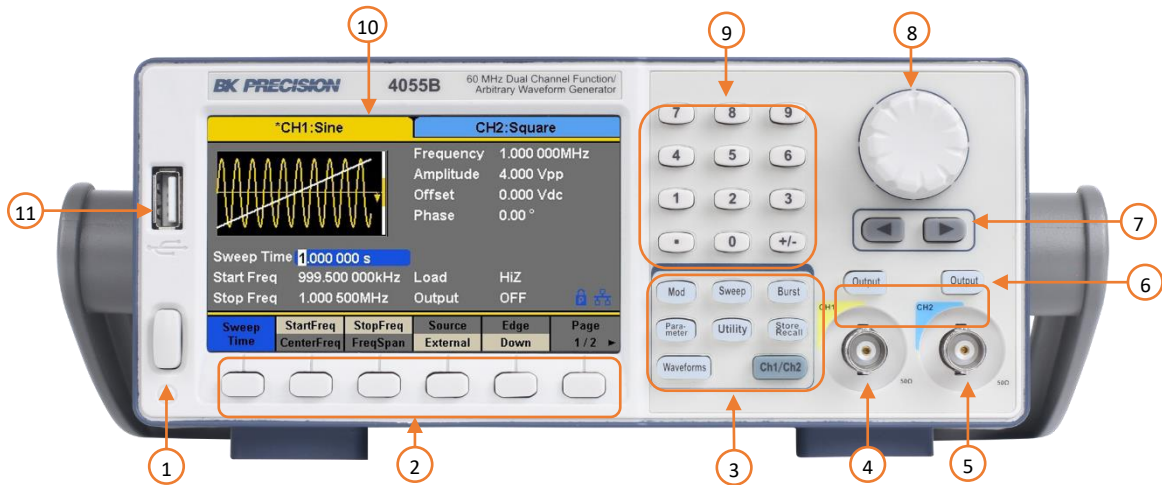 10
9
8
BK PRECISION 4055B 60 MHz Dual Channel Function/
Arbitrary Waveform Generator
*CH1:Sine CH2:Square
Frequency 1.000 000MHz
Amplitude 4.000 Vpp
Offset 0.000 Vdc
Phase 0.00 °
Sweep Time 1.000 000 s
Start Freq 999.500 000kHz Load HiZ
Stop Freq 1.000 500MHz Output OFF
Sweep Time StartFreq CenterFreq StopFreq FreqSpan Source External Edge Down Page 1/2 ►
7 8 9
4 5 6
1 2 3
. 0 +/-
Mod Sweep Burst
Para-meter Utility Store Recall
Waveforms Ch1/Ch2
Output Output
CH1 CH2
50Ω 50Ω
11
7
6
1
2
3
4
5